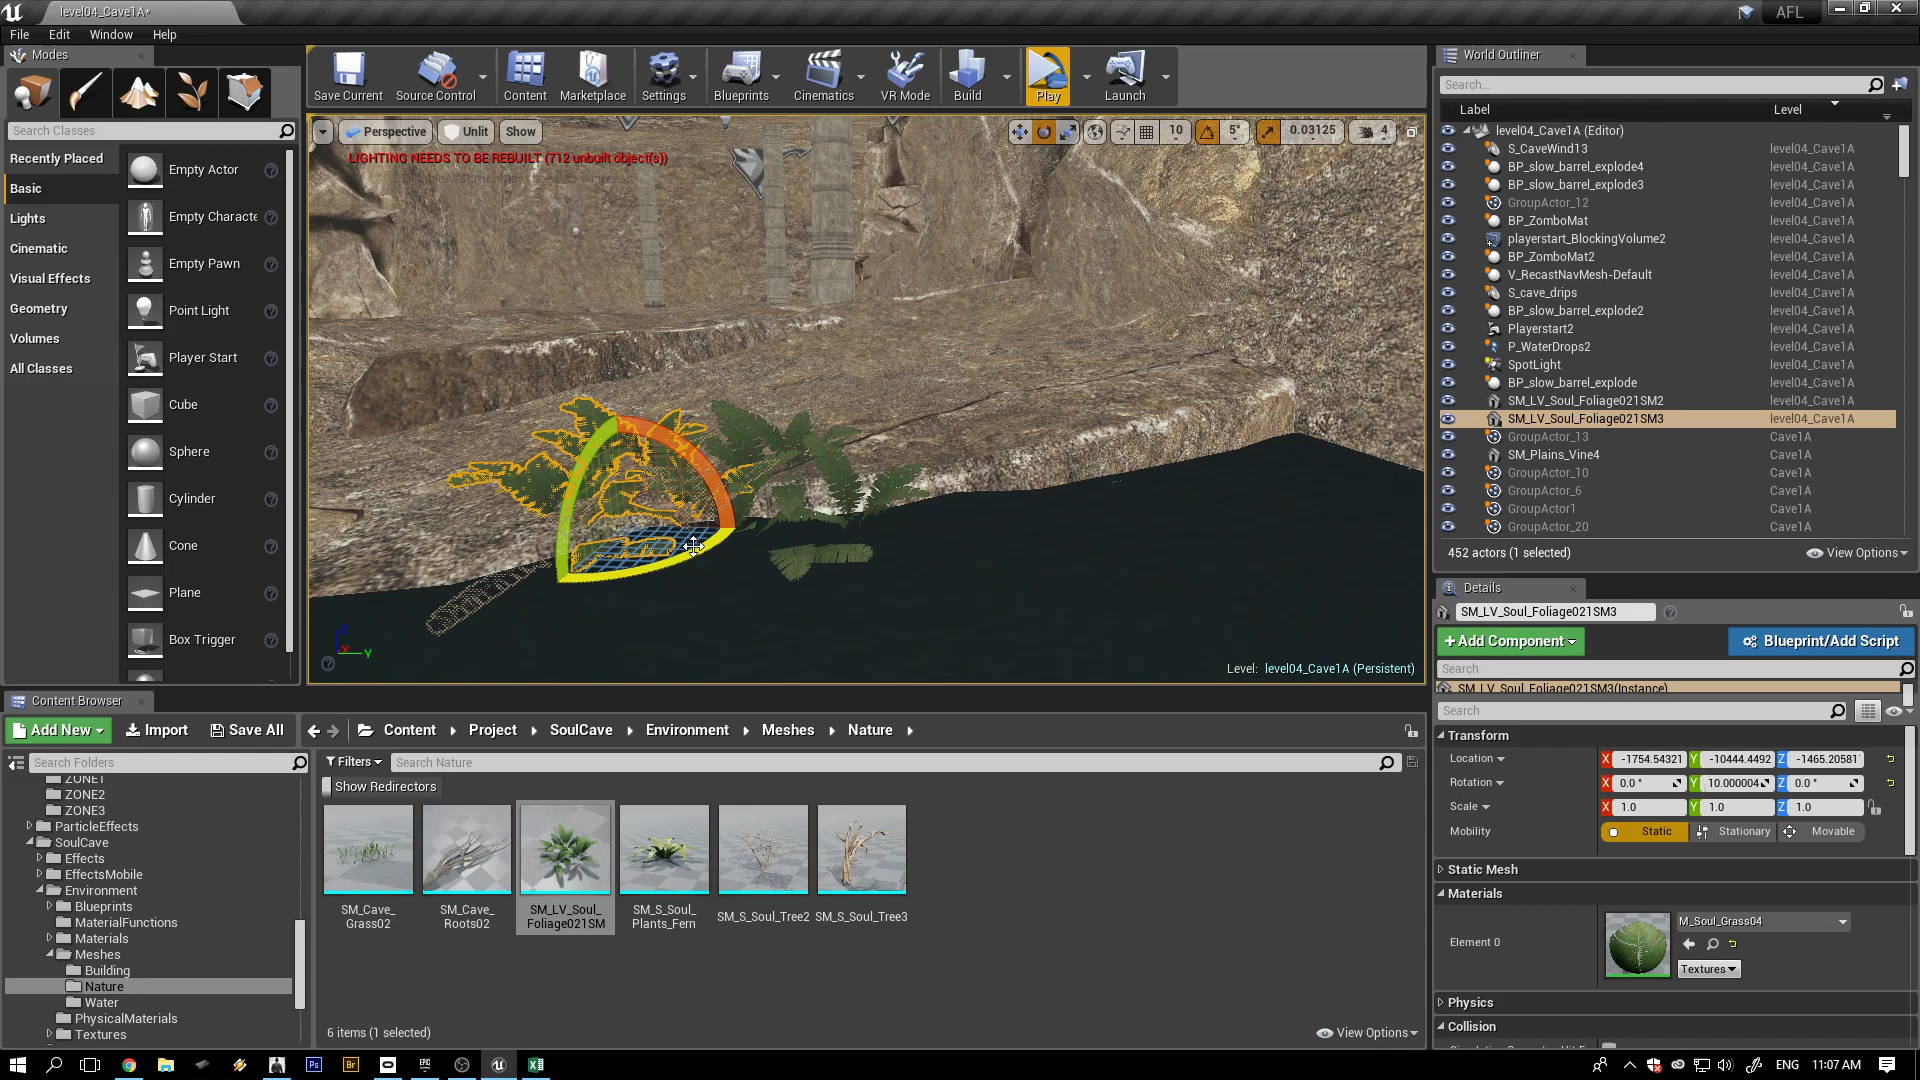 level04_Cave1A*
AFL
File Edit Window Help
Modes
Search Classes
Recently Placed
Basic
Lights
Cinematic
Visual Effects
Geometry
Volumes
All Classes
Empty Actor
Empty Characte
Empty Pawn
Point Light
Player Start
Cube
Sphere
Cylinder
Cone
Plane
Box Trigger
Save Current
Source Control
Content
Marketplace
Settings
Blueprints
Cinematics
VR Mode
Build
Play
Launch
Perspective Unlit Show 10 5° 0.03125 4
LIGHTING NEEDS TO BE REBUILT (712 unbuilt object(s))
Level: level04_Cave1A (Persistent)
World Outliner
Search...
Label Level
level04_Cave1A (Editor)
S_CaveWind13 level04_Cave1A
BP_slow_barrel_explode4 level04_Cave1A
BP_slow_barrel_explode3 level04_Cave1A
GroupActor_12 level04_Cave1A
BP_ZomboMat level04_Cave1A
playerstart_BlockingVolume2 level04_Cave1A
BP_ZomboMat2 level04_Cave1A
V_RecastNavMesh-Default level04_Cave1A
S_cave_drips level04_Cave1A
BP_slow_barrel_explode2 level04_Cave1A
Playerstart2 level04_Cave1A
P_WaterDrops2 level04_Cave1A
SpotLight level04_Cave1A
BP_slow_barrel_explode level04_Cave1A
SM_LV_Soul_Foliage021SM2 level04_Cave1A
SM_LV_Soul_Foliage021SM3 level04_Cave1A
GroupActor_13 Cave1A
SM_Plains_Vine4 Cave1A
GroupActor_10 Cave1A
GroupActor_6 Cave1A
GroupActor1 Cave1A
GroupActor_20 Cave1A
452 actors (1 selected) View Options
Details
SM_LV_Soul_Foliage021SM3
Add Component Blueprint/Add Script
Search
SM_LV_Soul_Foliage021SM3(Instance)
Search
Transform
Location X -1754.54321 Y -10444.4492 Z -1465.20581
Rotation X 0.0 ° Y 10.000004 Z 0.0 °
Scale X 1.0 Y 1.0 Z 1.0
Mobility Static Stationary Movable
Static Mesh
Materials
Element 0 M_Soul_Grass04
Textures
Physics
Collision
Content Browser
Add New Import Save All Content Project SoulCave Environment Meshes Nature
Search Folders
ZONE1
ZONE2
ZONE3
ParticleEffects
SoulCave
Effects
EffectsMobile
Environment
Blueprints
MaterialFunctions
Materials
Meshes
Building
Nature
Water
PhysicalMaterials
Textures
Filters Search Nature
Show Redirectors
SM_Cave_
Grass02
SM_Cave_
Roots02
SM_LV_Soul_
Foliage021SM
SM_S_Soul_
Plants_Fern
SM_S_Soul_Tree2
SM_S_Soul_Tree3
6 items (1 selected) View Options
Ps Br EPIC ENG 11:07 AM